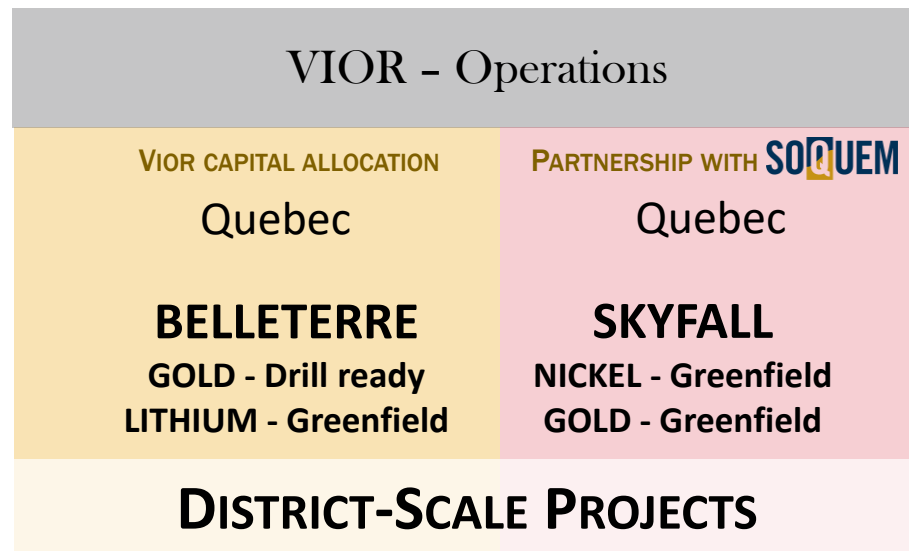 VIOR – Operations
VIOR CAPITAL ALLOCATION
Quebec
BELLETERRE
GOLD - Drill ready
LITHIUM - Greenfield
PARTNERSHIP WITH SOQUEM
Quebec
SKYFALL
NICKEL - Greenfield
GOLD - Greenfield
DISTRICT-SCALE PROJECTS